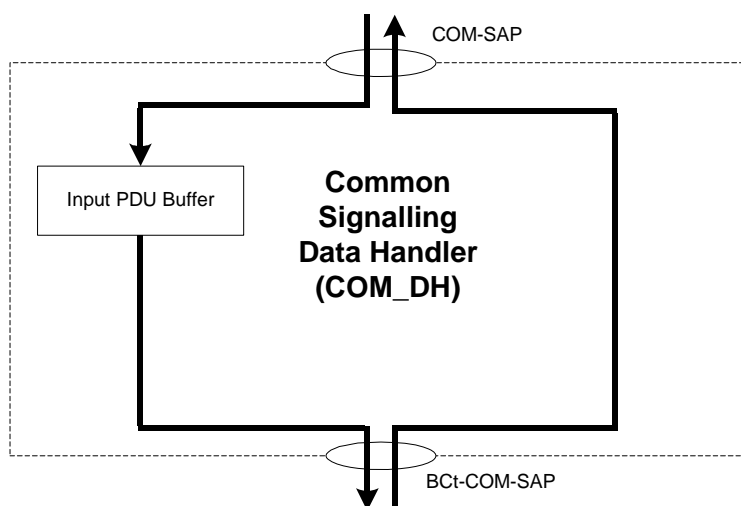 COM-SAP
Input PDU Buffer
Common
Signalling
Data Handler
(COM_DH)
BCt-COM-SAP